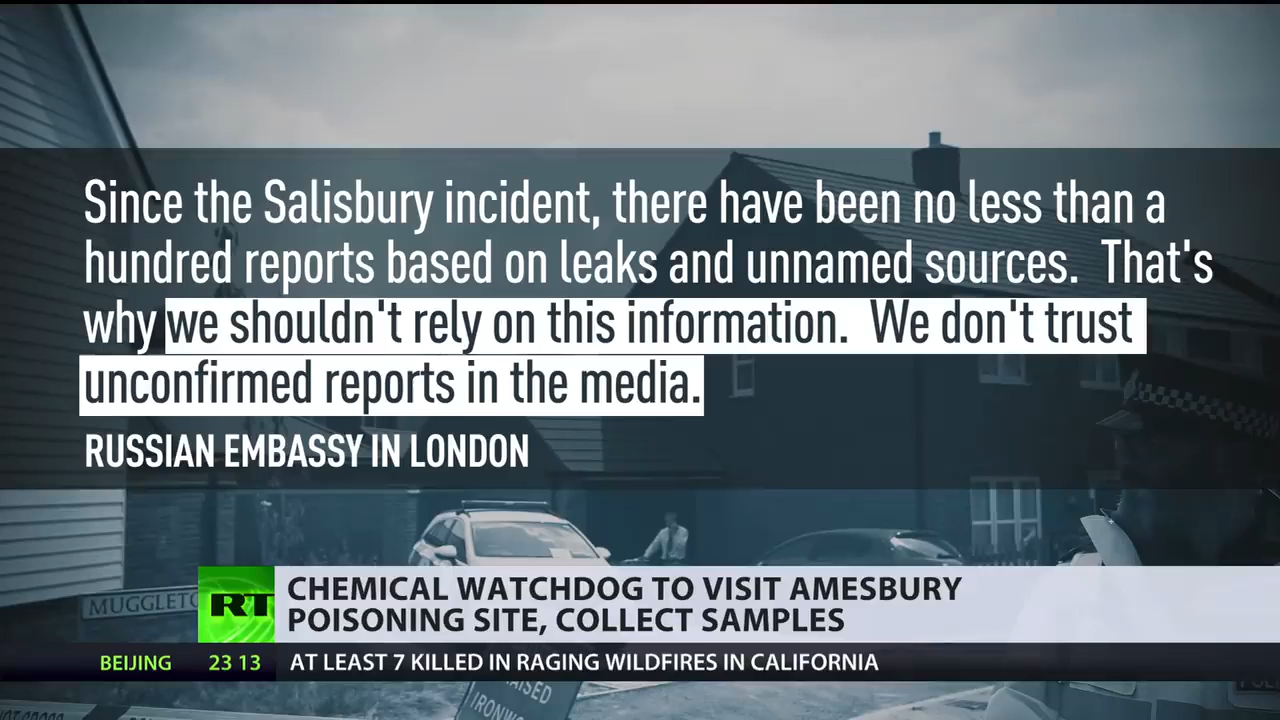 Since the Salisbury incident, there have been no less than a
hundred reports based on leaks and unnamed sources. That's
why we shouldn't rely on this information. We don't trust
unconfirmed reports in the media.
RUSSIAN EMBASSY IN LONDON
MUGGLETO
RT
CHEMICAL WATCHDOG TO VISIT AMESBURY
POISONING SITE, COLLECT SAMPLES
BEIJING 23 13 AT LEAST 7 KILLED IN RAGING WILDFIRES IN CALIFORNIA